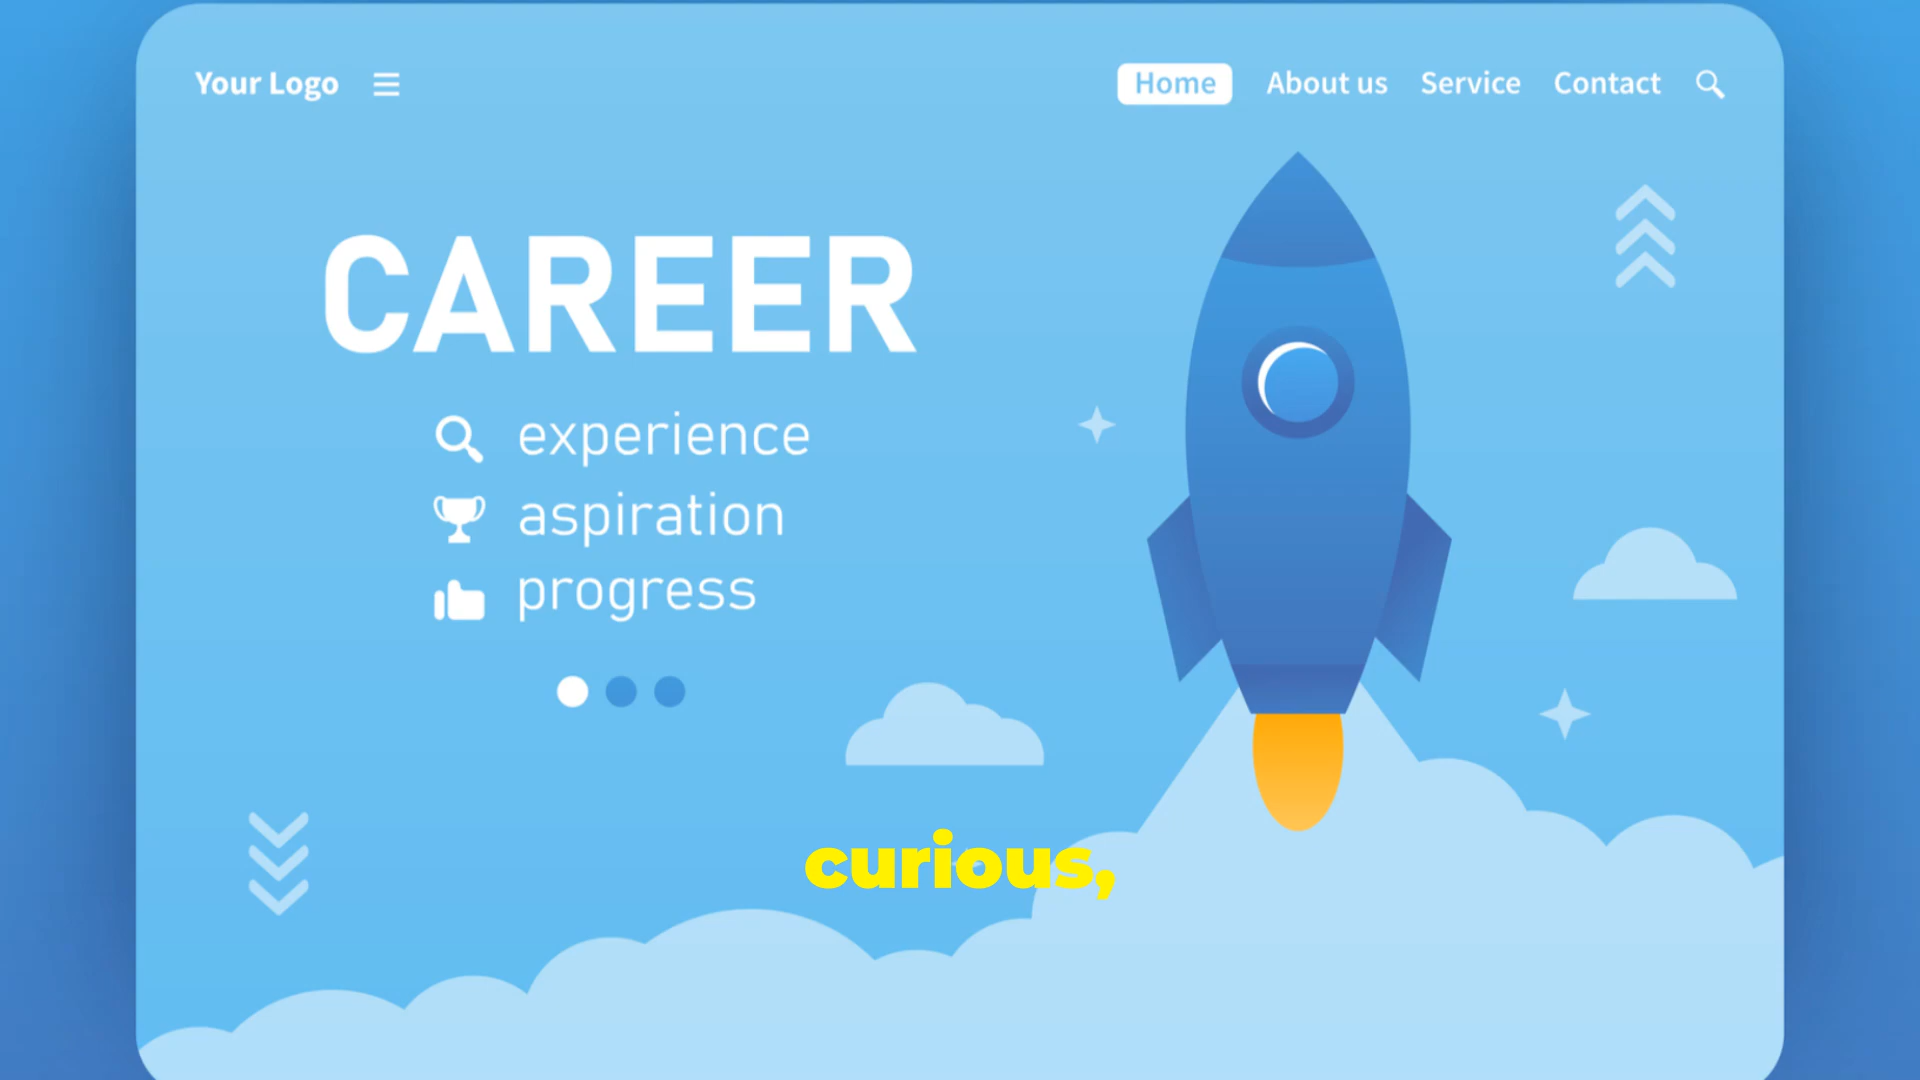 Your Logo
Home About us Service Contact
CAREER
experience
aspiration
progress
curious,